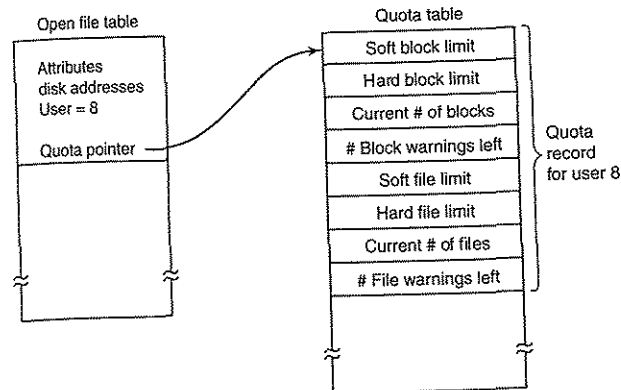 Open file table
Attributes
disk addresses
User = 8
Quota pointer
Quota table
Soft block limit
Hard block limit
Current # of blocks
# Block warnings left
Soft file limit
Hard file limit
Current # of files
# File warnings left
Quota
record
for user 8